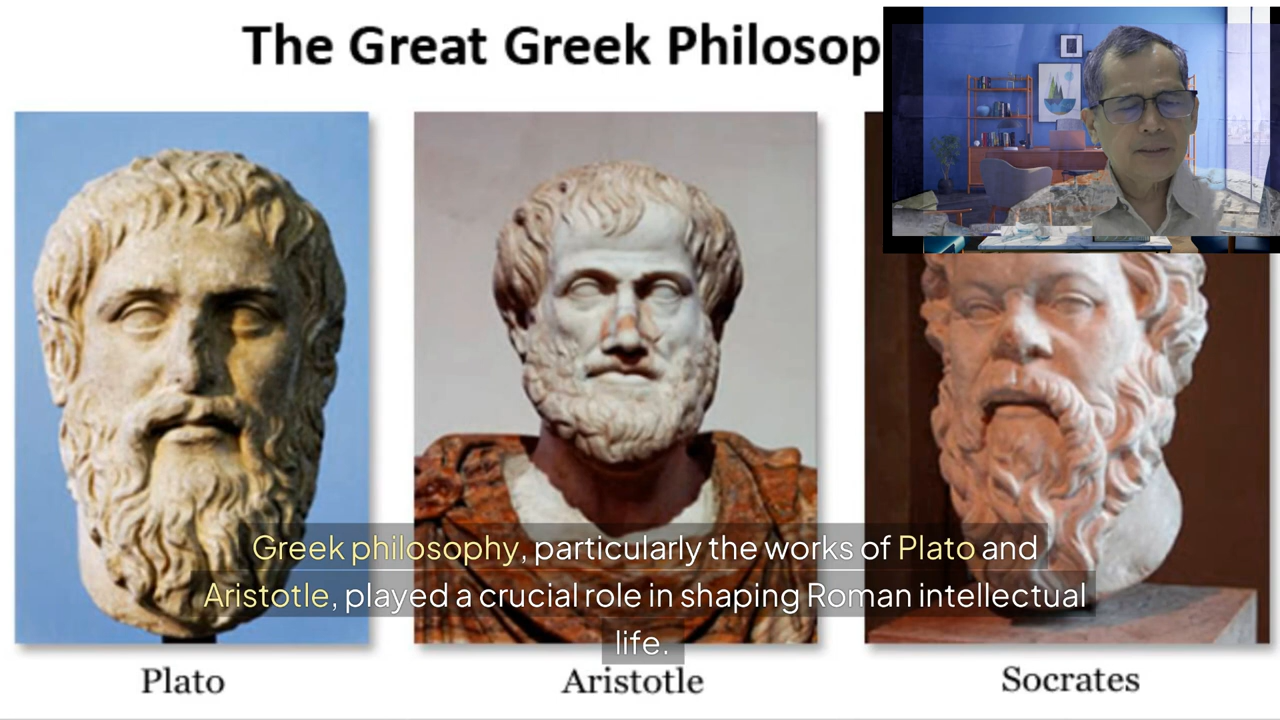 The Great Greek Philosop
Greek philosophy, particularly the works of Plato and
Aristotle, played a crucial role in shaping Roman intellectual
life.
Plato
Aristotle
Socrates